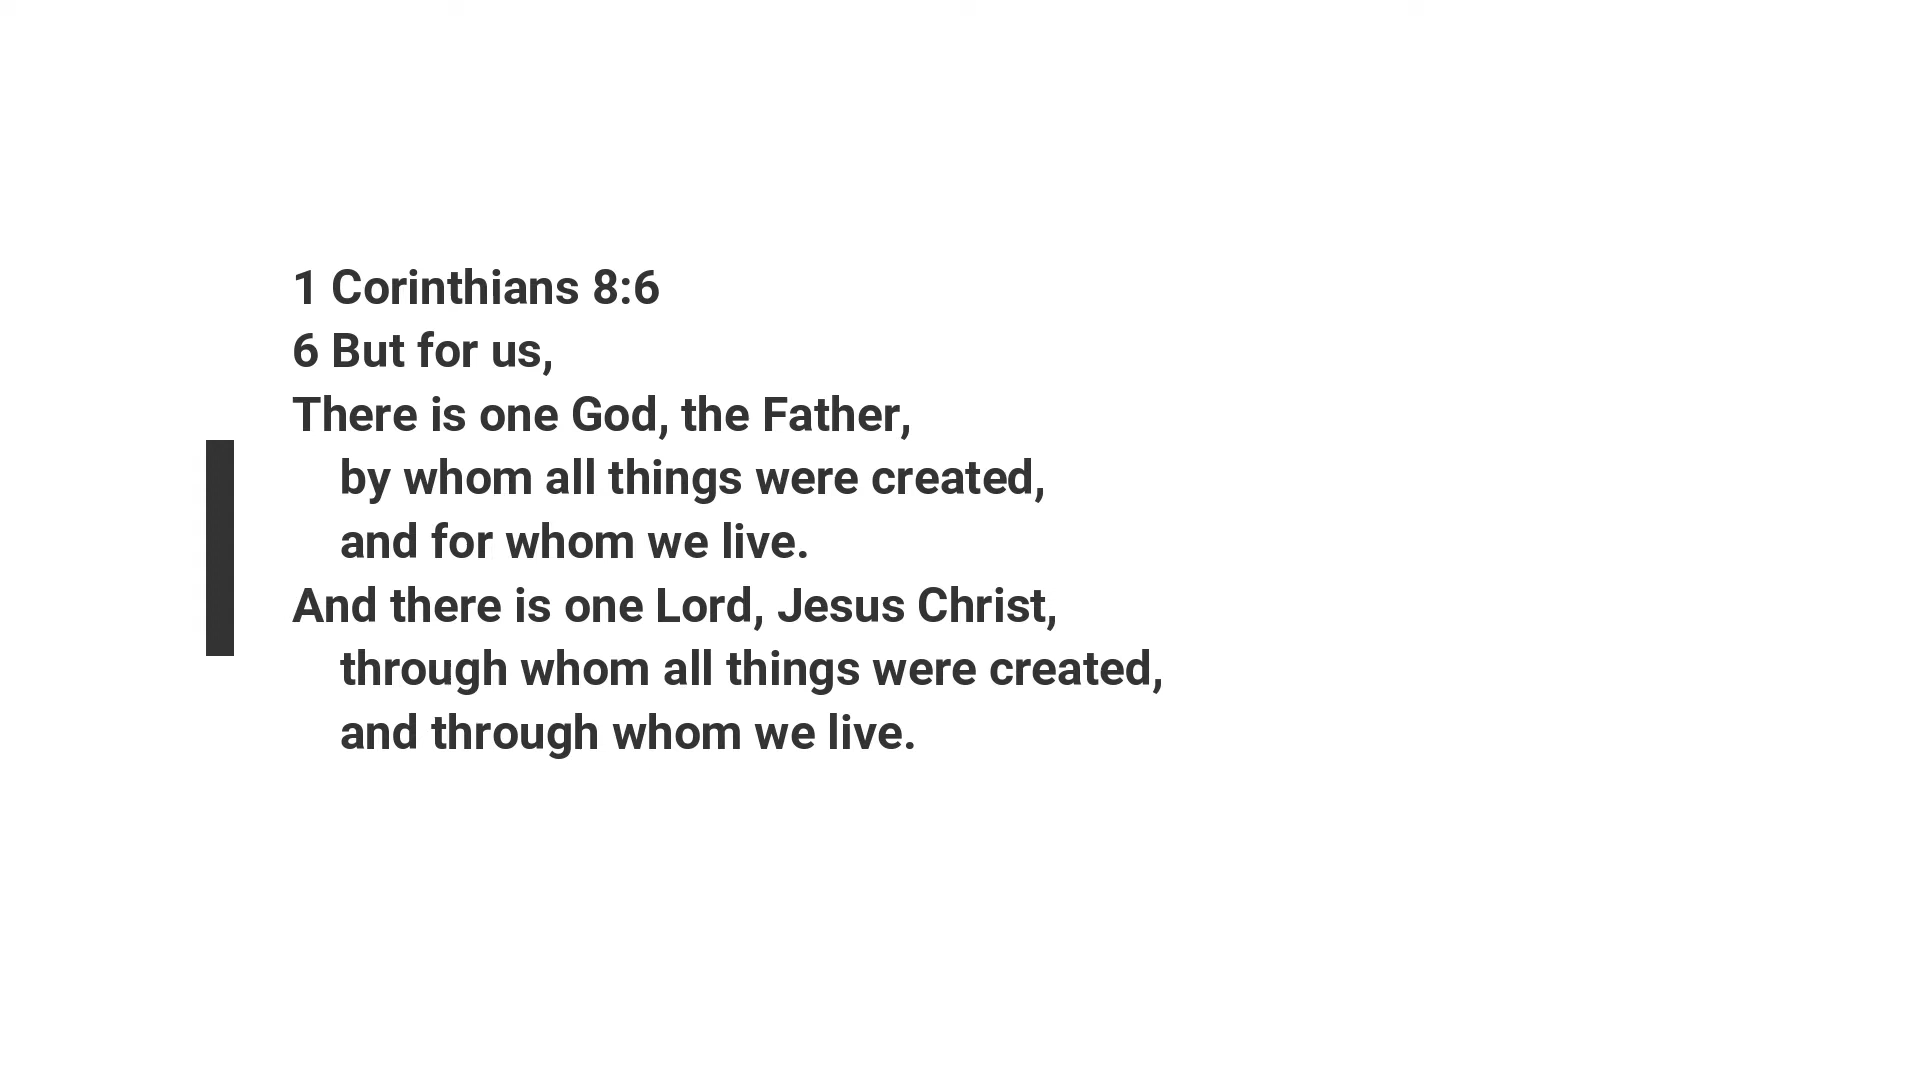 1 Corinthians 8:6
6 But for us,
There is one God, the Father,
by whom all things were created,
and for whom we live.
And there is one Lord, Jesus Christ,
through whom all things were created,
and through whom we live.